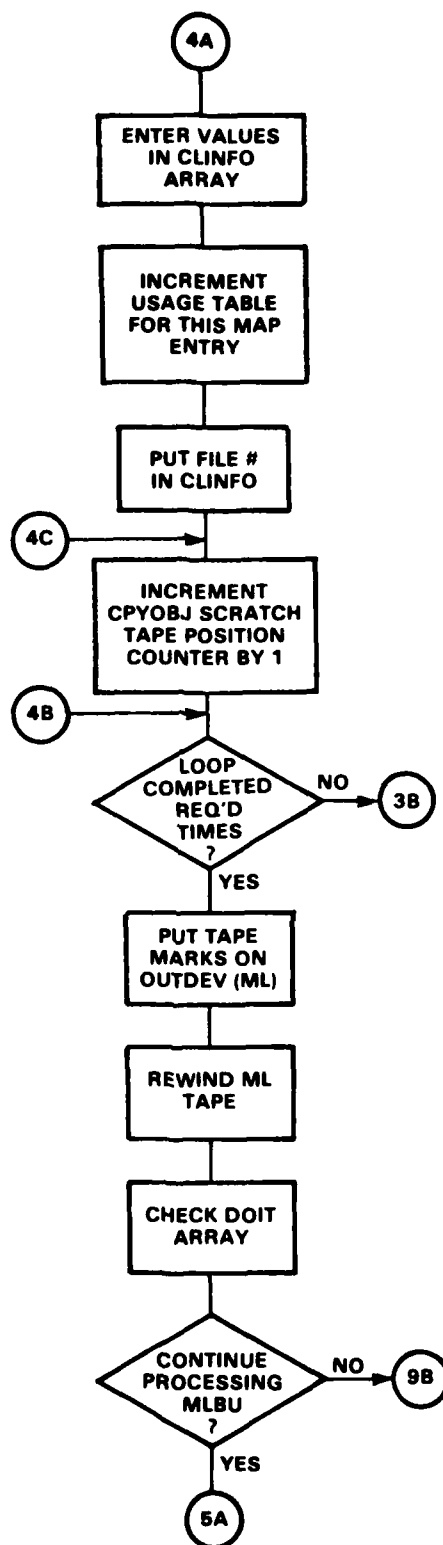 4A
ENTER VALUES
IN CLINFO
ARRAY
INCREMENT
USAGE TABLE
FOR THIS MAP
ENTRY
PUT FILE #
IN CLINFO
4C
INCREMENT
CPYOBJ SCRATCH
TAPE POSITION
COUNTER BY 1
4B
LOOP
COMPLETED
REQ'D
TIMES
?
NO
3B
YES
PUT TAPE
MARKS ON
OUTDEV (ML)
REWIND ML
TAPE
CHECK DOIT
ARRAY
CONTINUE
PROCESSING
MLBU
?
NO
9B
YES
5A